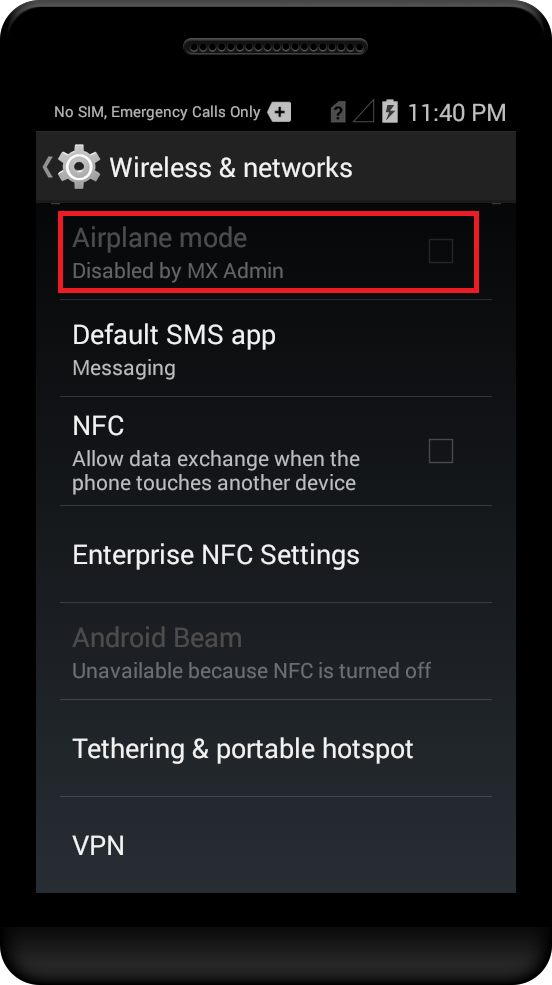 No SIM, Emergency Calls Only
11:40 PM
Wireless & networks
Airplane mode
Disabled by MX Admin
Default SMS app
Messaging
NFC
Allow data exchange when the
phone touches another device
Enterprise NFC Settings
Android Beam
Unavailable because NFC is turned off
Tethering & portable hotspot
VPN